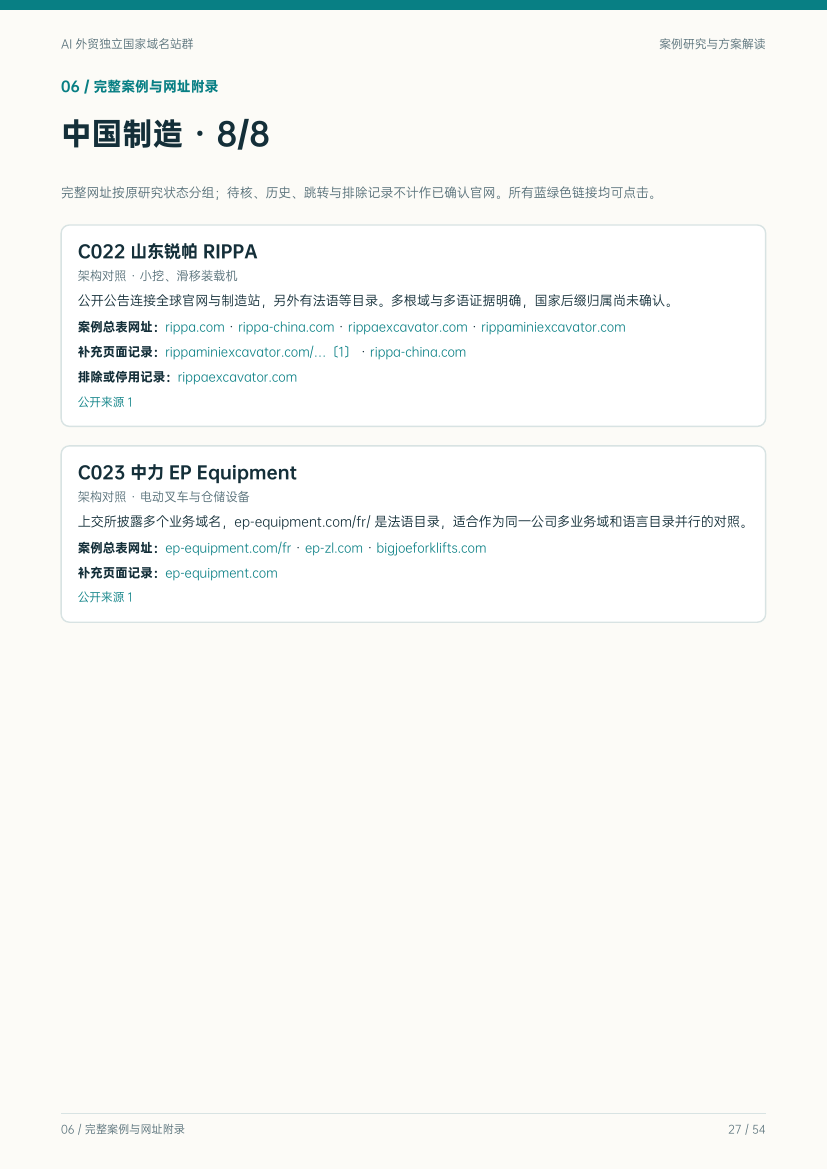 AI 外贸独立国家域名站群
案例研究与方案解读
06 / 完整案例与网址附录
中国制造 · 8/8
完整网址按原研究状态分组；待核、历史、跳转与排除记录不计作已确认官网。所有蓝绿色链接均可点击。
C022 山东锐帕 RIPPA
架构对照 · 小挖、滑移装载机
公开公告连接全球官网与制造站，另外有法语等目录。多根域与多语证据明确，国家后缀归属尚未确认。
案例总表网址：rippa.com · rippa-china.com · rippaexcavator.com · rippaminiexcavator.com
补充页面记录：rippaminiexcavator.com/…〔1〕 · rippa-china.com
排除或停用记录：rippaexcavator.com
公开来源 1
C023 中力 EP Equipment
架构对照 · 电动叉车与仓储设备
上交所披露多个业务域名，ep-equipment.com/fr/ 是法语目录，适合作为同一公司多业务域和语言目录并行的对照。
案例总表网址：ep-equipment.com/fr · ep-zl.com · bigjoeforklifts.com
补充页面记录：ep-equipment.com
公开来源 1
06 / 完整案例与网址附录
27 / 54